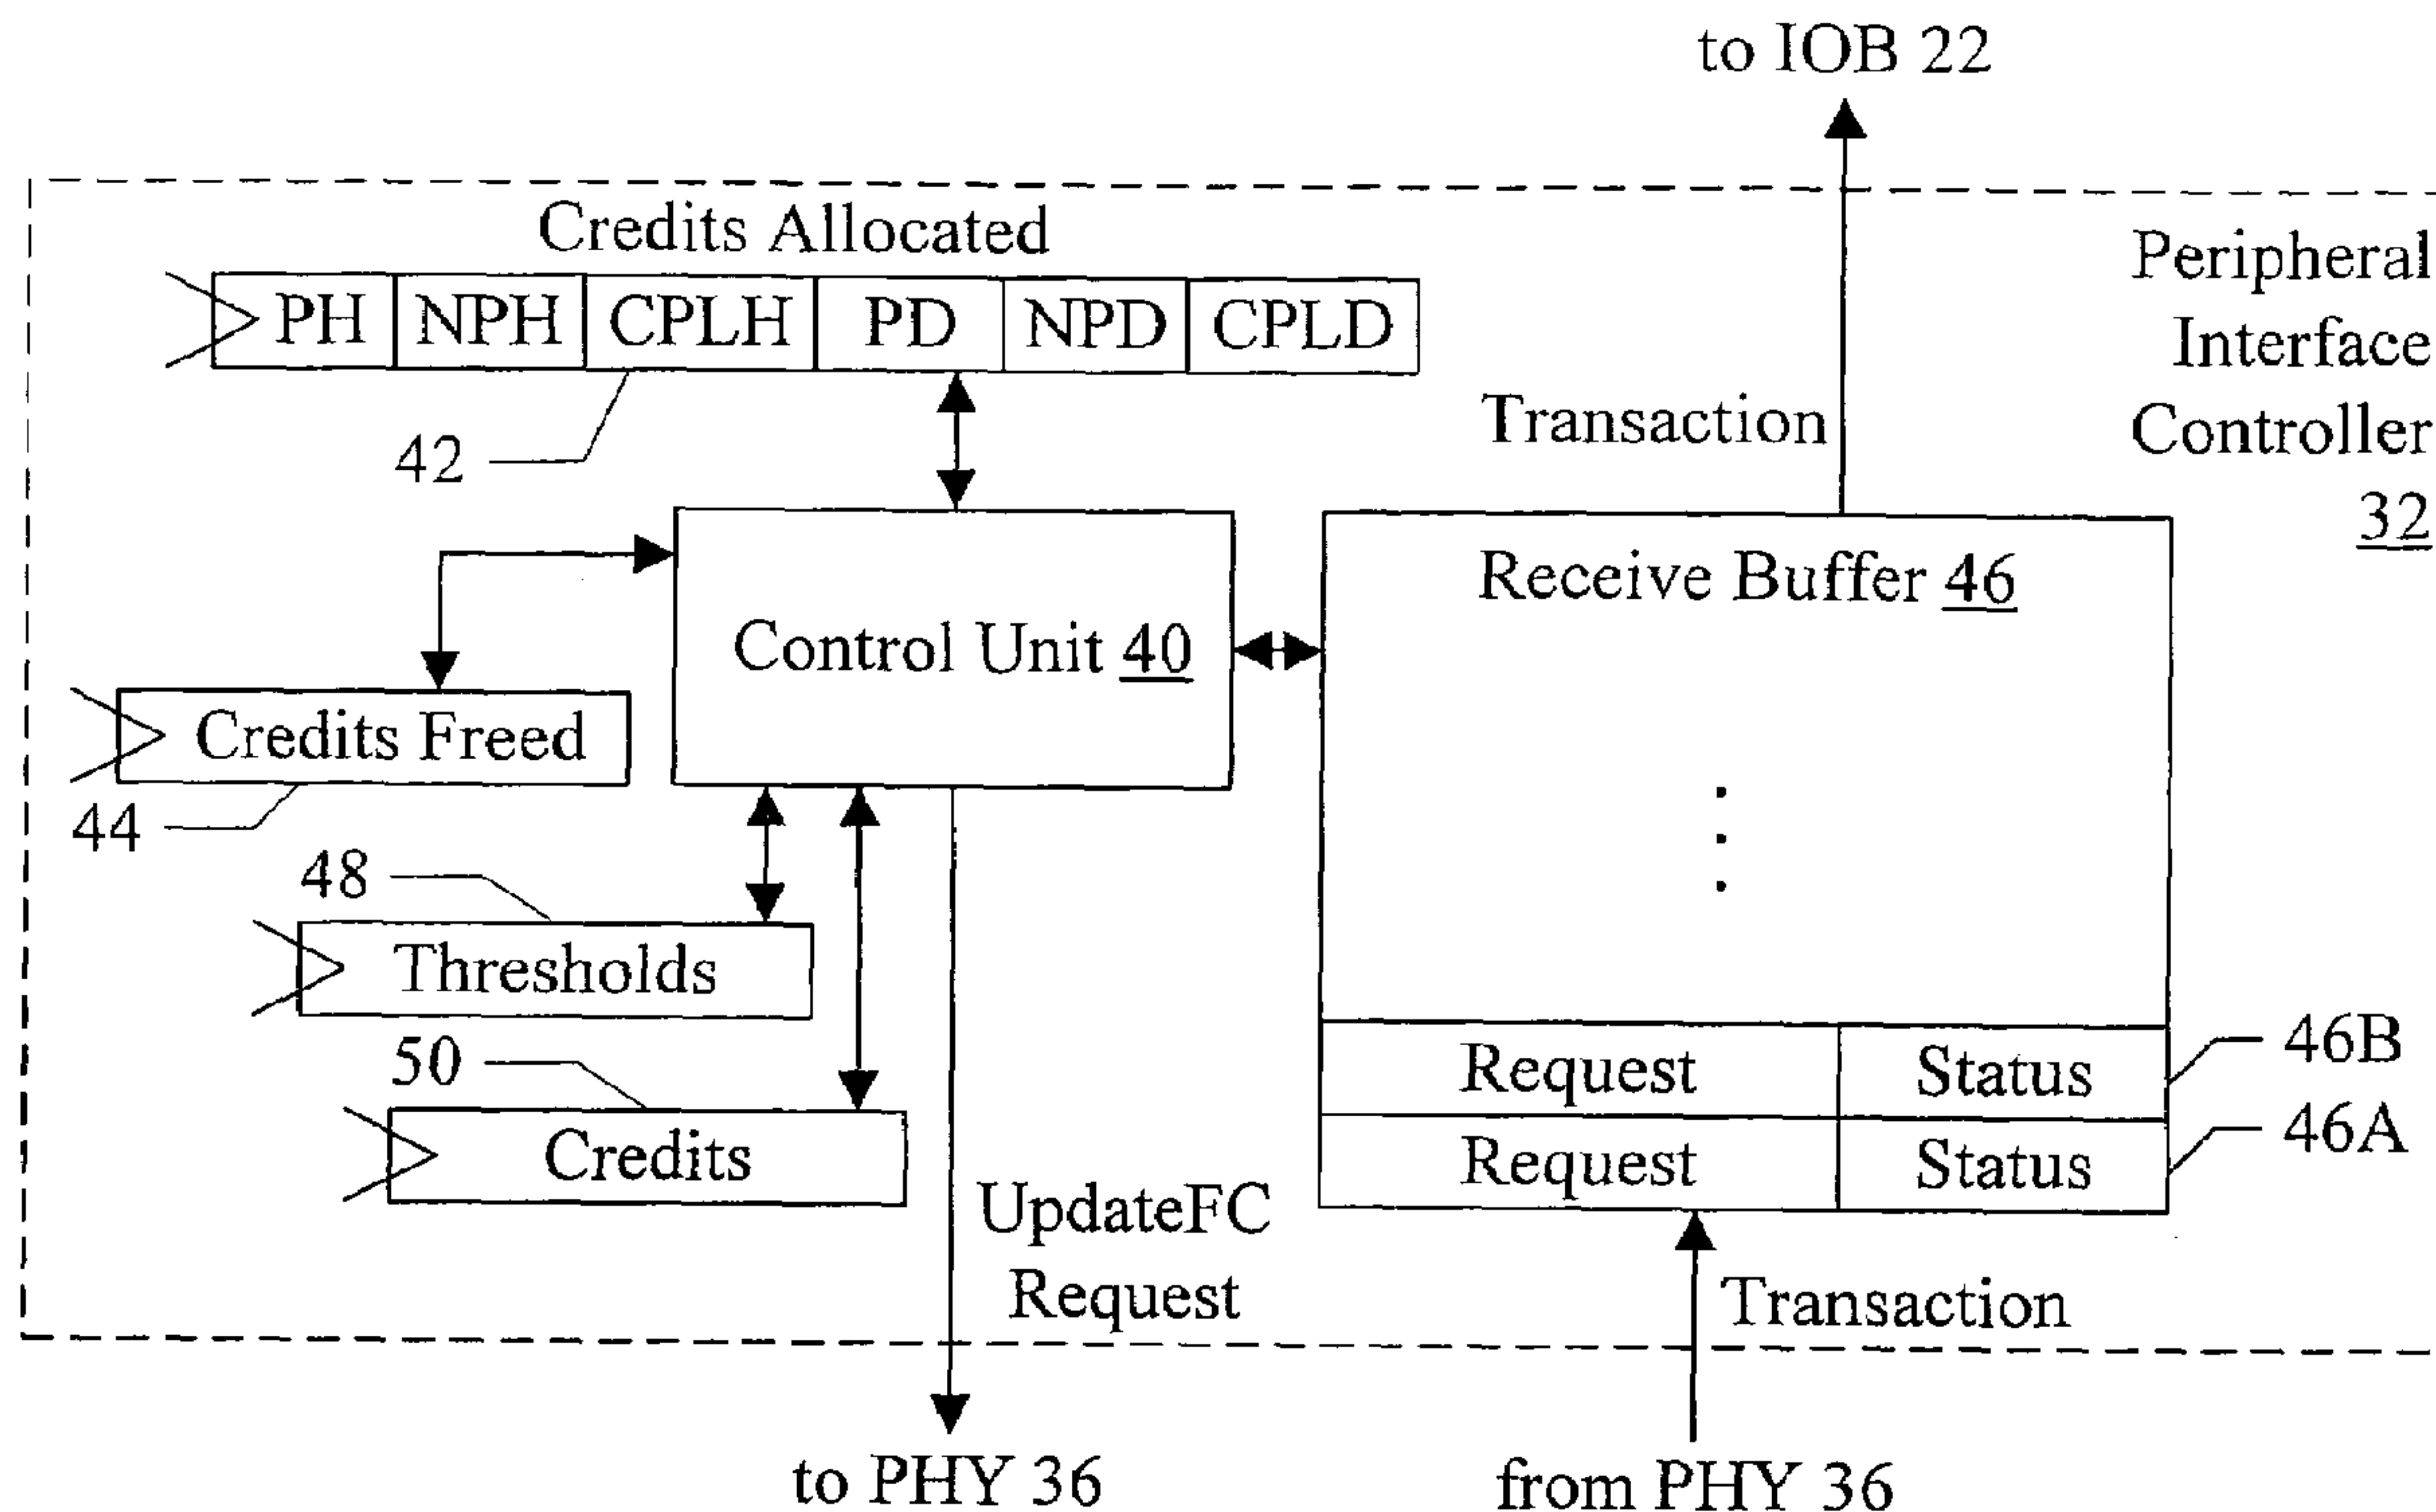 to IOB 22
Credits Allocated
Peripheral
Interface
Controller
32
PH NPH CPLH PD NPD CPLD
42
Transaction
Control Unit 40
Receive Buffer 46
Credits Freed
44
48
Thresholds
50
Credits
Request Status 46B
Request Status 46A
UpdateFC
Request
Transaction
to PHY 36
from PHY 36